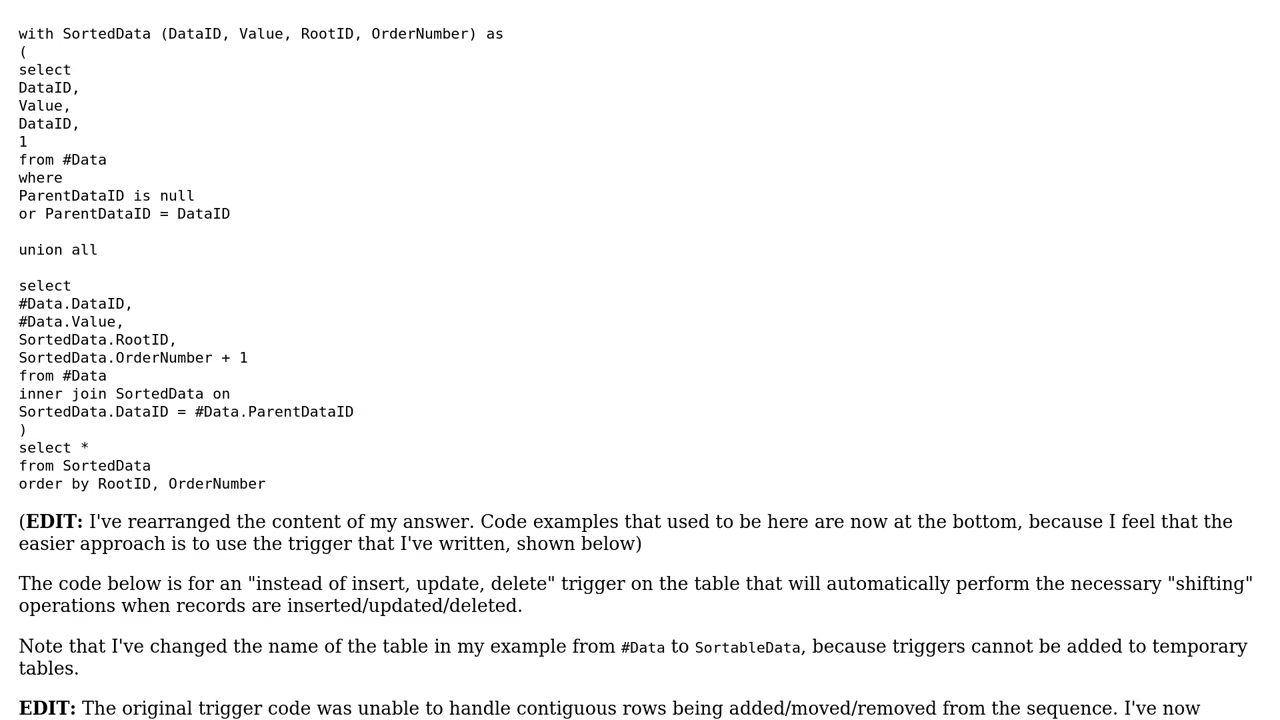 with SortedData (DataID, Value, RootID, OrderNumber) as
(
select
DataID,
Value,
DataID,
1
from #Data
where
ParentDataID is null
or ParentDataID = DataID
union all
select
#Data.DataID,
#Data.Value,
SortedData.RootID,
SortedData.OrderNumber + 1
from #Data
inner join SortedData on
SortedData.DataID = #Data.ParentDataID
)
select *
from SortedData
order by RootID, OrderNumber
(EDIT: I've rearranged the content of my answer. Code examples that used to be here are now at the bottom, because I feel that the
easier approach is to use the trigger that I've written, shown below)
The code below is for an "instead of insert, update, delete" trigger on the table that will automatically perform the necessary "shifting"
operations when records are inserted/updated/deleted.
Note that I've changed the name of the table in my example from #Data to SortableData, because triggers cannot be added to temporary
tables.
EDIT: The original trigger code was unable to handle contiguous rows being added/moved/removed from the sequence. I've now